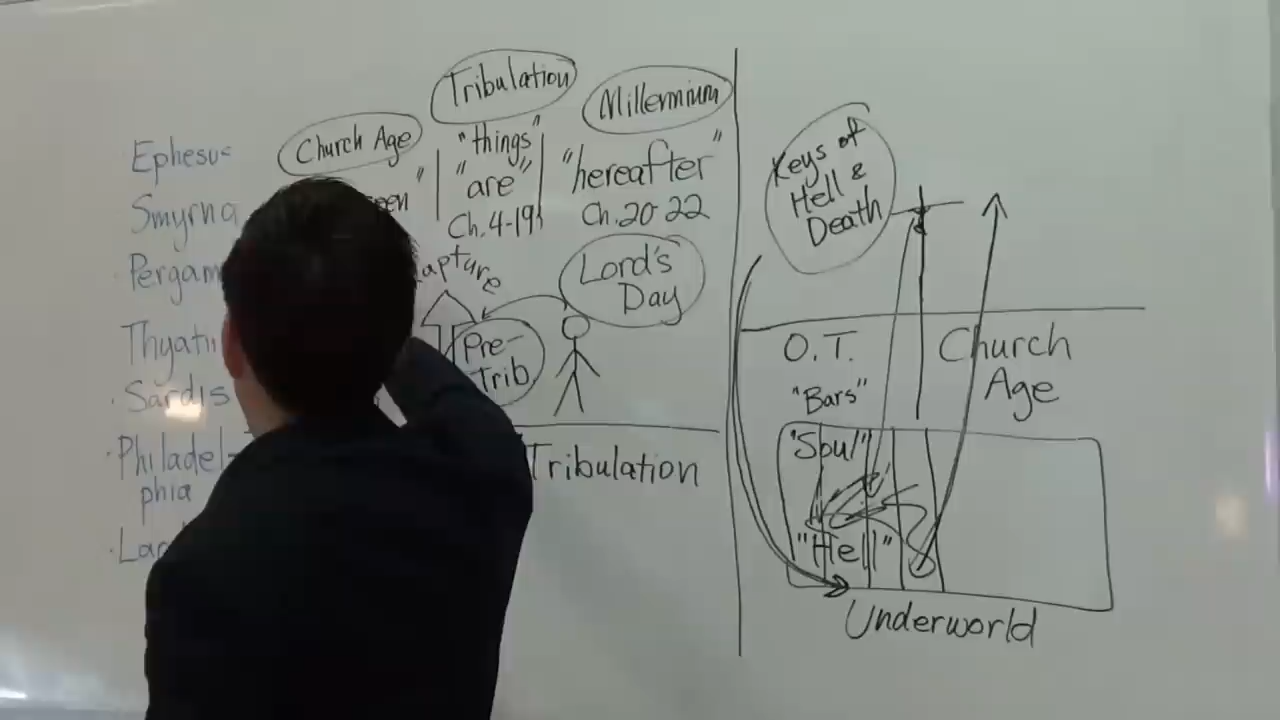 Ephesus
Smyrna
Pergam
Thyati
Sardis
Philadel-
phia
Church Age
Tribulation
"things"
"are"
Ch. 4-19
Millennium
"hereafter"
Ch. 20-22
apture
Pre-
Trib
Lord's
Day
Tribulation
Keys of
Hell &
Death
O.T.
"Bars"
"Soul"
"Hell"
Church
Age
Underworld